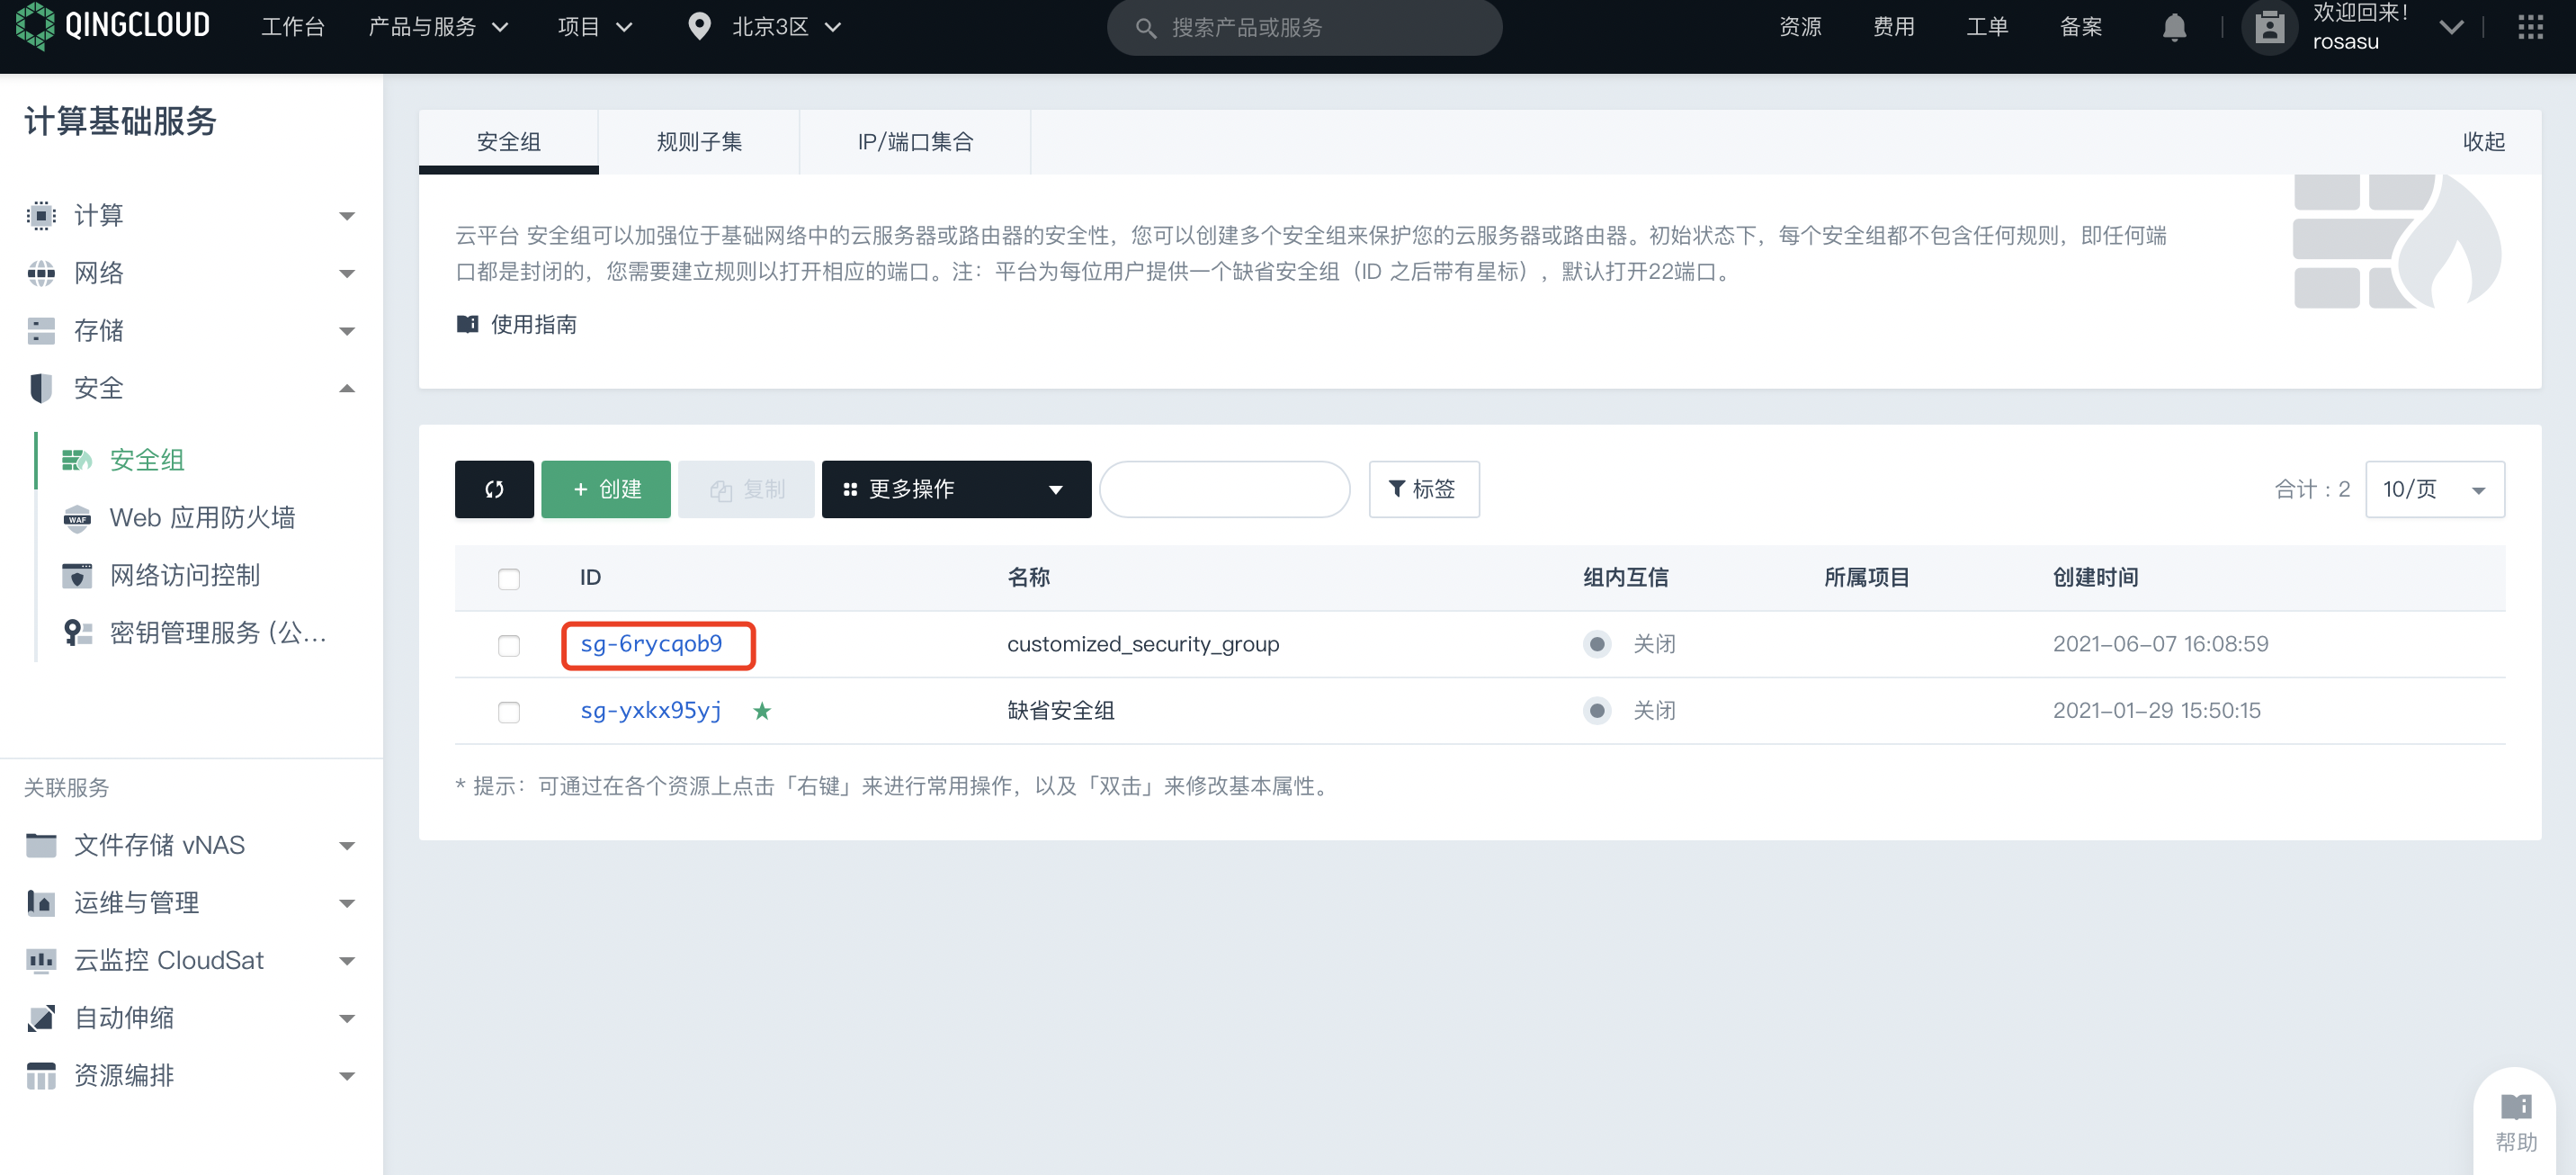 QINGCLOUD
工作台
产品与服务
项目
北京3区
搜索产品或服务
资源
费用
工单
备案
欢迎回来!
rosasu
计算基础服务
计算
网络
存储
安全
安全组
WAF
Web 应用防火墙
网络访问控制
密钥管理服务 (公...
关联服务
文件存储 vNAS
运维与管理
云监控 CloudSat
自动伸缩
资源编排
安全组
规则子集
IP/端口集合
收起
云平台 安全组可以加强位于基础网络中的云服务器或路由器的安全性，您可以创建多个安全组来保护您的云服务器或路由器。初始状态下，每个安全组都不包含任何规则，即任何端
口都是封闭的，您需要建立规则以打开相应的端口。注：平台为每位用户提供一个缺省安全组（ID 之后带有星标），默认打开22端口。
使用指南
+ 创建
复制
更多操作
标签
合计 : 2
10/页
ID 名称 组内互信 所属项目 创建时间
sg-6rycqob9 customized_security_group 关闭 2021-06-07 16:08:59
sg-yxkx95yj ★ 缺省安全组 关闭 2021-01-29 15:50:15
* 提示：可通过在各个资源上点击「右键」来进行常用操作，以及「双击」来修改基本属性。
帮助